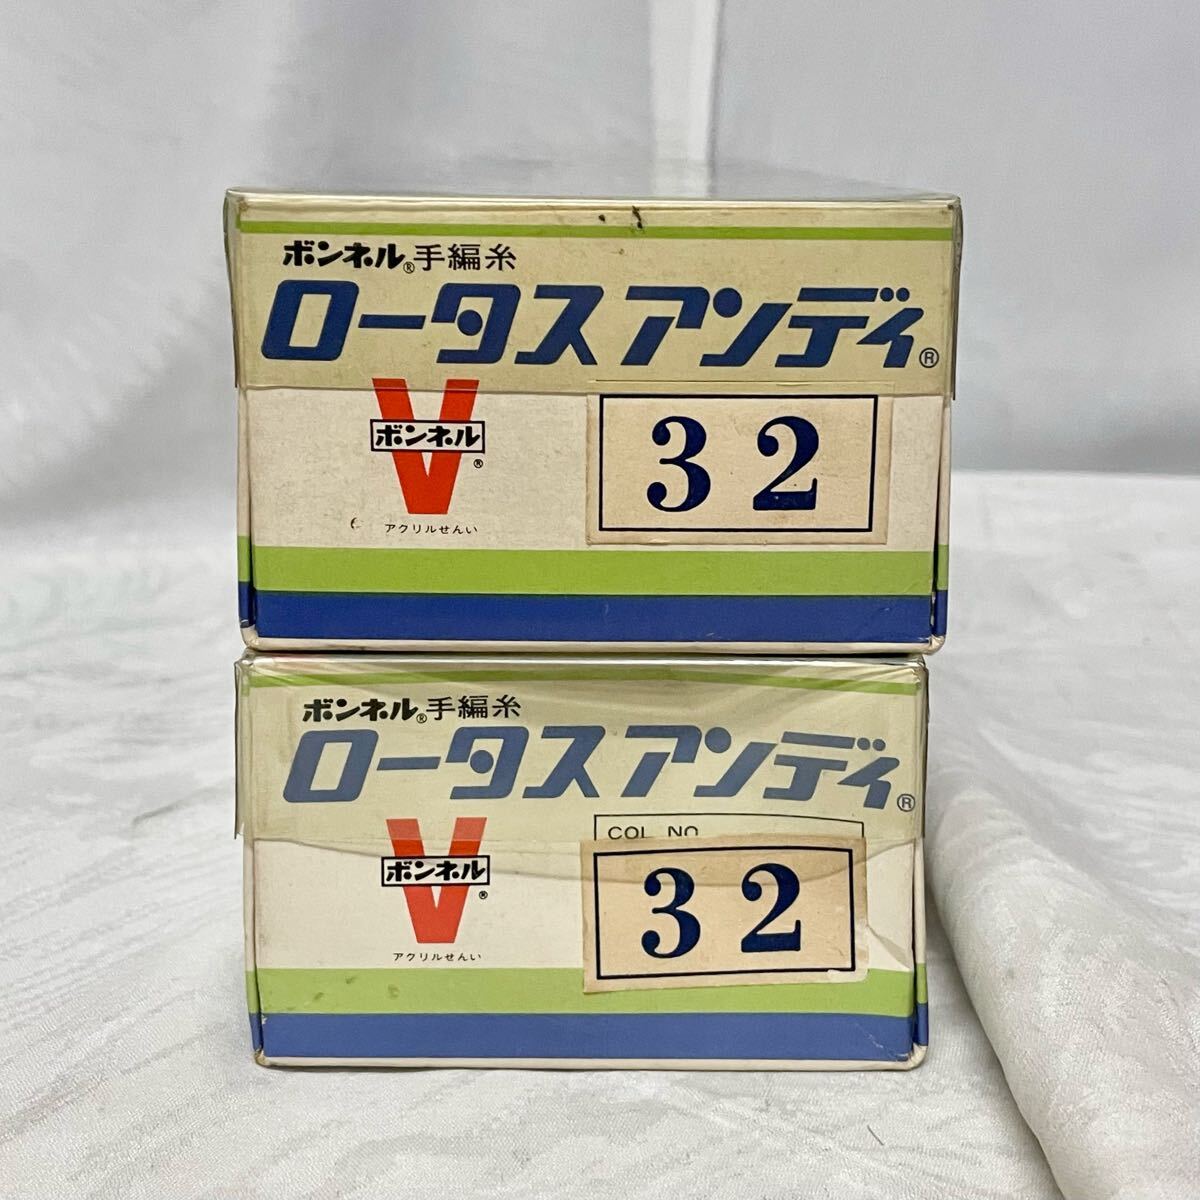 ボンネル®手編糸
ロータスアンディ®
V
ボンネル®
アクリルせんい
32
ボンネル®手編糸
ロータスアンディ®
COL. NO.
V
ボンネル®
アクリルせんい
32